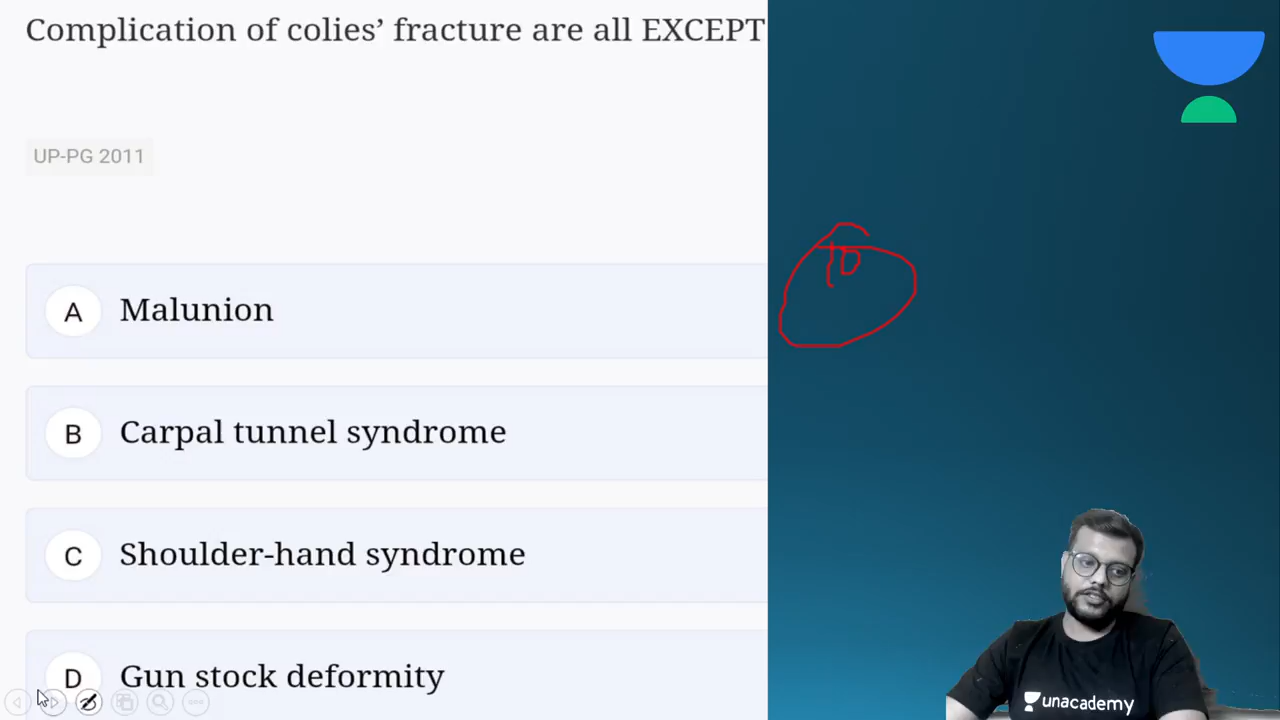 Complication of colies’ fracture are all EXCEPT
UP-PG 2011
A Malunion
B Carpal tunnel syndrome
C Shoulder-hand syndrome
D Gun stock deformity
10
unacademy